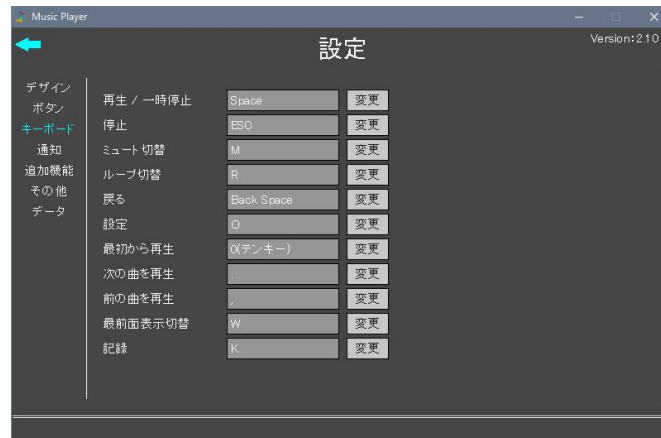 Music Player
設定
Version:2.10
デザイン
ボタン
キーボード
通知
追加機能
その他
データ
再生 / 一時停止 Space 変更
停止 ESC 変更
ミュート切替 M 変更
ループ切替 R 変更
戻る Back Space 変更
設定 O 変更
最初から再生 0(テンキー) 変更
次の曲を再生 . 変更
前の曲を再生 , 変更
最前面表示切替 W 変更
記録 K 変更